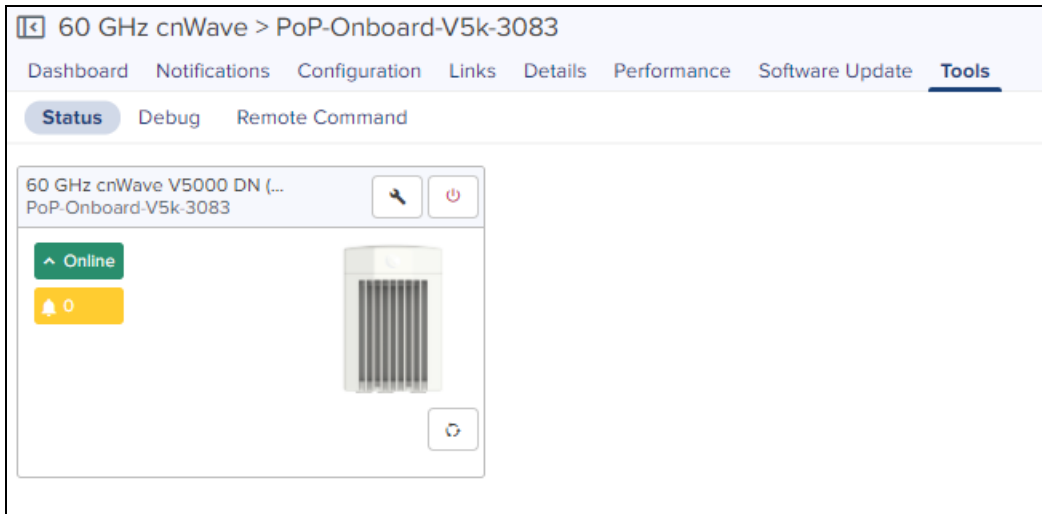 60 GHz cnWave > PoP-Onboard-V5k-3083
Dashboard Notifications Configuration Links Details Performance Software Update Tools
Status Debug Remote Command
60 GHz cnWave V5000 DN (...
PoP-Onboard-V5k-3083
Online
0